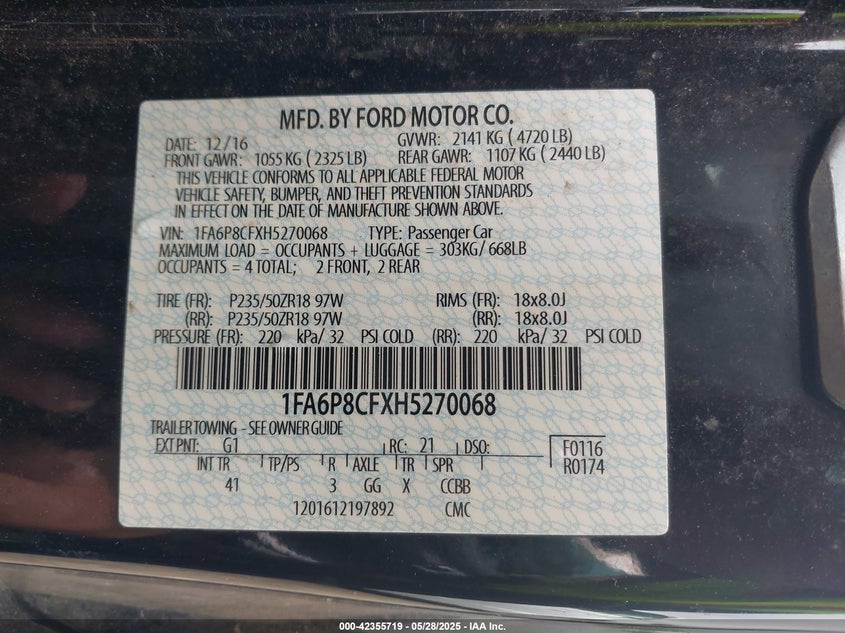 MFD. BY FORD MOTOR CO.
DATE: 12/16 GVWR: 2141 KG ( 4720 LB)
FRONT GAWR: 1055 KG ( 2325 LB) REAR GAWR: 1107 KG ( 2440 LB)
THIS VEHICLE CONFORMS TO ALL APPLICABLE FEDERAL MOTOR
VEHICLE SAFETY, BUMPER, AND THEFT PREVENTION STANDARDS
IN EFFECT ON THE DATE OF MANUFACTURE SHOWN ABOVE.
VIN: 1FA6P8CFXH5270068 TYPE: Passenger Car
MAXIMUM LOAD = OCCUPANTS + LUGGAGE = 303KG/ 668LB
OCCUPANTS = 4 TOTAL; 2 FRONT, 2 REAR
TIRE (FR): P235/50ZR18 97W RIMS (FR): 18x8.0J
(RR): P235/50ZR18 97W (RR): 18x8.0J
PRESSURE (FR): 220 kPa/ 32 PSI COLD (RR): 220 kPa/ 32 PSI COLD
1FA6P8CFXH5270068
TRAILER TOWING - SEE OWNER GUIDE
EXT PNT: G1 RC: 21 DSO: F0116
INT TR TP/PS R AXLE TR SPR R0174
41 3 GG X CCBB
1201612197892 CMC
000-42355719 - 05/28/2025 - IAA Inc.